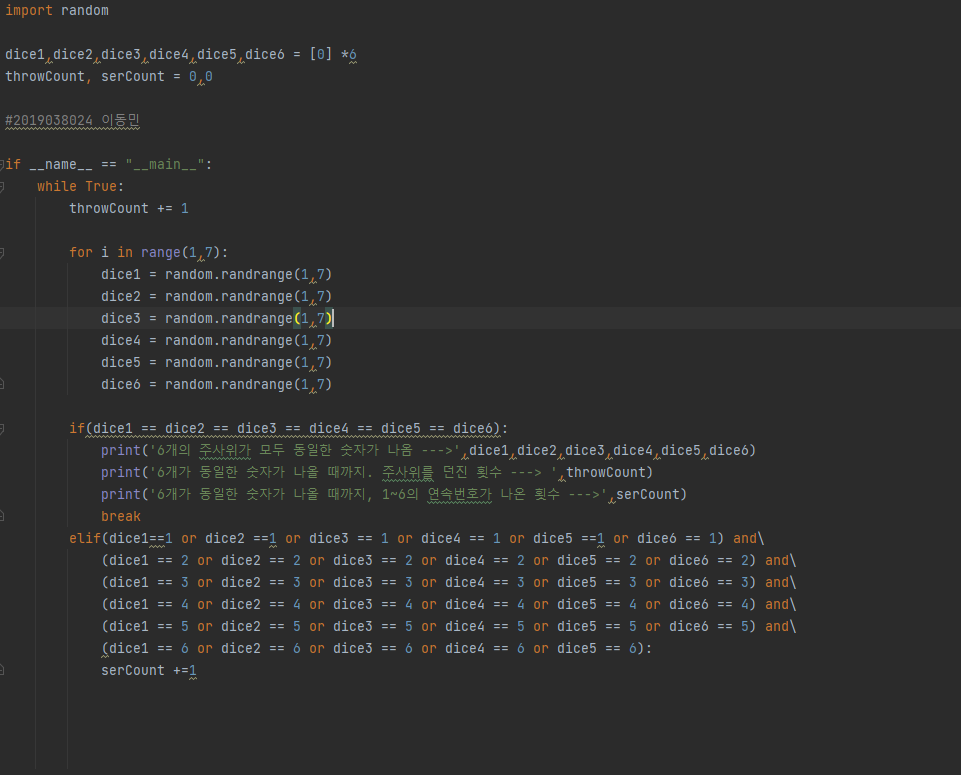 import random
dice1,dice2,dice3,dice4,dice5,dice6 = [0] *6
throwCount, serCount = 0,0
#2019038024 이동민
if __name__ == "__main__":
    while True:
        throwCount += 1
        for i in range(1,7):
            dice1 = random.randrange(1,7)
            dice2 = random.randrange(1,7)
            dice3 = random.randrange(1,7)
            dice4 = random.randrange(1,7)
            dice5 = random.randrange(1,7)
            dice6 = random.randrange(1,7)
        if(dice1 == dice2 == dice3 == dice4 == dice5 == dice6):
            print('6개의 주사위가 모두 동일한 숫자가 나옴 --->',dice1,dice2,dice3,dice4,dice5,dice6)
            print('6개가 동일한 숫자가 나올 때까지. 주사위를 던진 횟수 ---> ',throwCount)
            print('6개가 동일한 숫자가 나올 때까지, 1~6의 연속번호가 나온 횟수 --->',serCount)
            break
        elif(dice1==1 or dice2 ==1 or dice3 == 1 or dice4 == 1 or dice5 ==1 or dice6 == 1) and\
            (dice1 == 2 or dice2 == 2 or dice3 == 2 or dice4 == 2 or dice5 == 2 or dice6 == 2) and\
            (dice1 == 3 or dice2 == 3 or dice3 == 3 or dice4 == 3 or dice5 == 3 or dice6 == 3) and\
            (dice1 == 4 or dice2 == 4 or dice3 == 4 or dice4 == 4 or dice5 == 4 or dice6 == 4) and\
            (dice1 == 5 or dice2 == 5 or dice3 == 5 or dice4 == 5 or dice5 == 5 or dice6 == 5) and\
            (dice1 == 6 or dice2 == 6 or dice3 == 6 or dice4 == 6 or dice5 == 6):
            serCount +=1